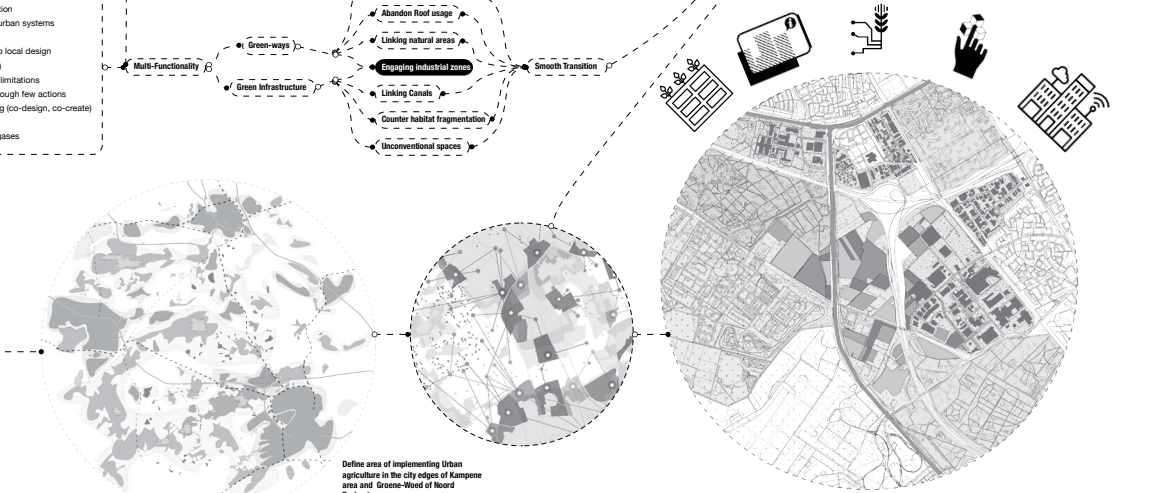 tion
urban systems
o local design
)
limitations
ough few actions
g (co-design, co-create)
gases
Multi-Functionality
Green-ways
Green Infrastructure
Abandon Roof usage
Linking natural areas
Engaging industrial zones
Linking Canals
Counter habitat fragmentation
Unconventional spaces
Smooth Transition
Define area of implementing Urban
agriculture in the city edges of Kampene
area and Groene-Woed of Noord